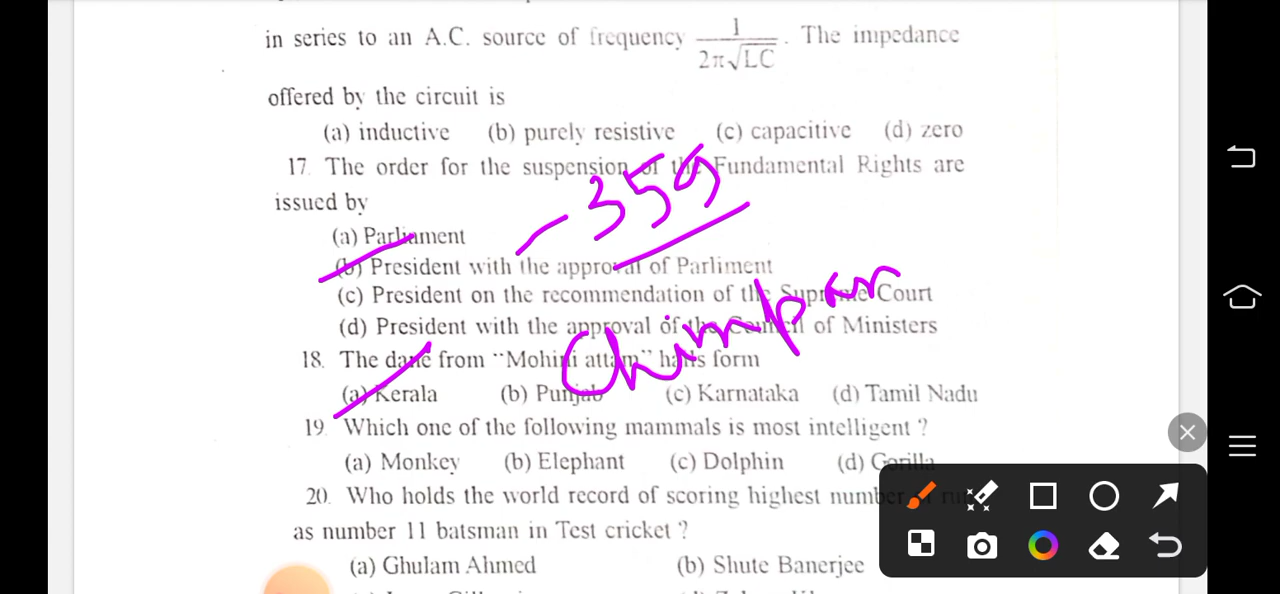 in series to an A.C. source of frequency 1/2π√LC. The impedance
offered by the circuit is
(a) inductive (b) purely resistive (c) capacitive (d) zero
17. The order for the suspension of the Fundamental Rights are
issued by
- 359
(a) Parliament
(b) President with the approval of Parliment
(c) President on the recommendation of the Supreme Court
(d) President with the approval of the Council of Ministers
Chimpan
18. The dane from "Mohini attam" hails form
(a) Kerala (b) Punjab (c) Karnataka (d) Tamil Nadu
19. Which one of the following mammals is most intelligent ?
(a) Monkey (b) Elephant (c) Dolphin (d) Gorilla
20. Who holds the world record of scoring highest number
as number 11 batsman in Test cricket ?
(a) Ghulam Ahmed (b) Shute Banerjee